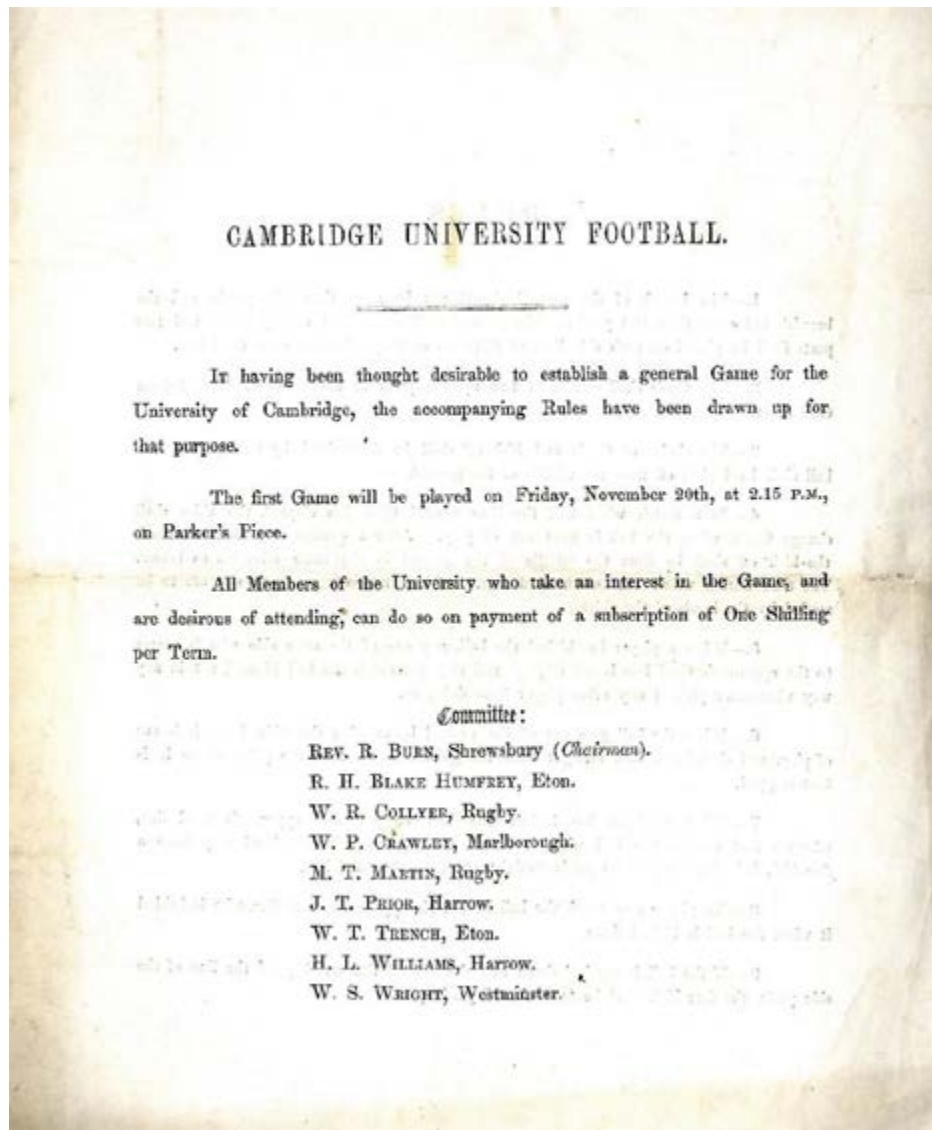 CAMBRIDGE UNIVERSITY FOOTBALL.
IT having been thought desirable to establish a general Game for the
University of Cambridge, the accompanying Rules have been drawn up for
that purpose.
The first Game will be played on Friday, November 20th, at 2.15 P.M.,
on Parker's Piece.
All Members of the University who take an interest in the Game, and
are desirous of attending, can do so on payment of a subscription of One Shilling
per Term.
Committee:
REV. R. BURN, Shrewsbury (Chairman).
R. H. BLAKE HUMFREY, Eton.
W. R. COLLYER, Rugby.
W. P. CRAWLEY, Marlborough.
M. T. MARTIN, Rugby.
J. T. PRIOR, Harrow.
W. T. TRENCH, Eton.
H. L. WILLIAMS, Harrow.
W. S. WRIGHT, Westminster.